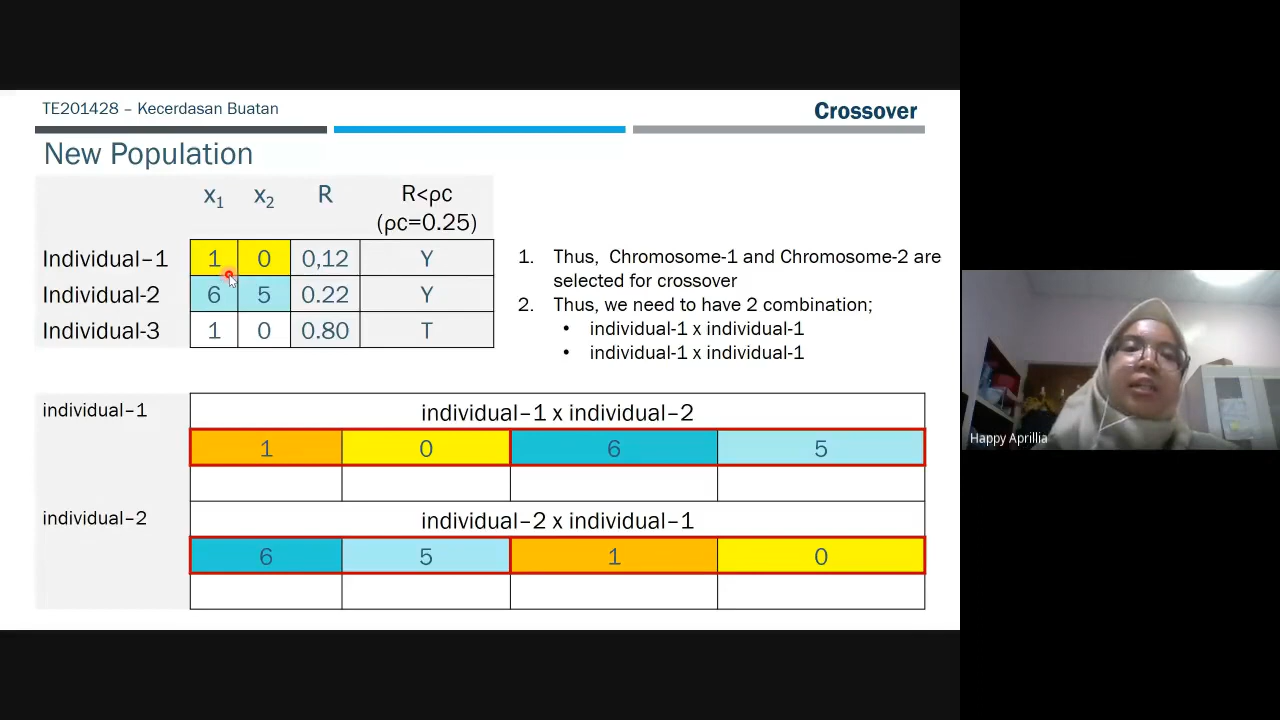 TE201428 – Kecerdasan Buatan
Crossover
New Population
x1 x2 R R<ρc
(ρc=0.25)
Individual–1 1 0 0,12 Y
Individual-2 6 5 0.22 Y
Individual-3 1 0 0.80 T
1. Thus, Chromosome-1 and Chromosome-2 are
selected for crossover
2. Thus, we need to have 2 combination;
• individual-1 x individual-1
• individual-1 x individual-1
individual–1 individual–1 x individual–2
1 0 6 5
individual–2 individual–2 x individual–1
6 5 1 0
Happy Aprillia